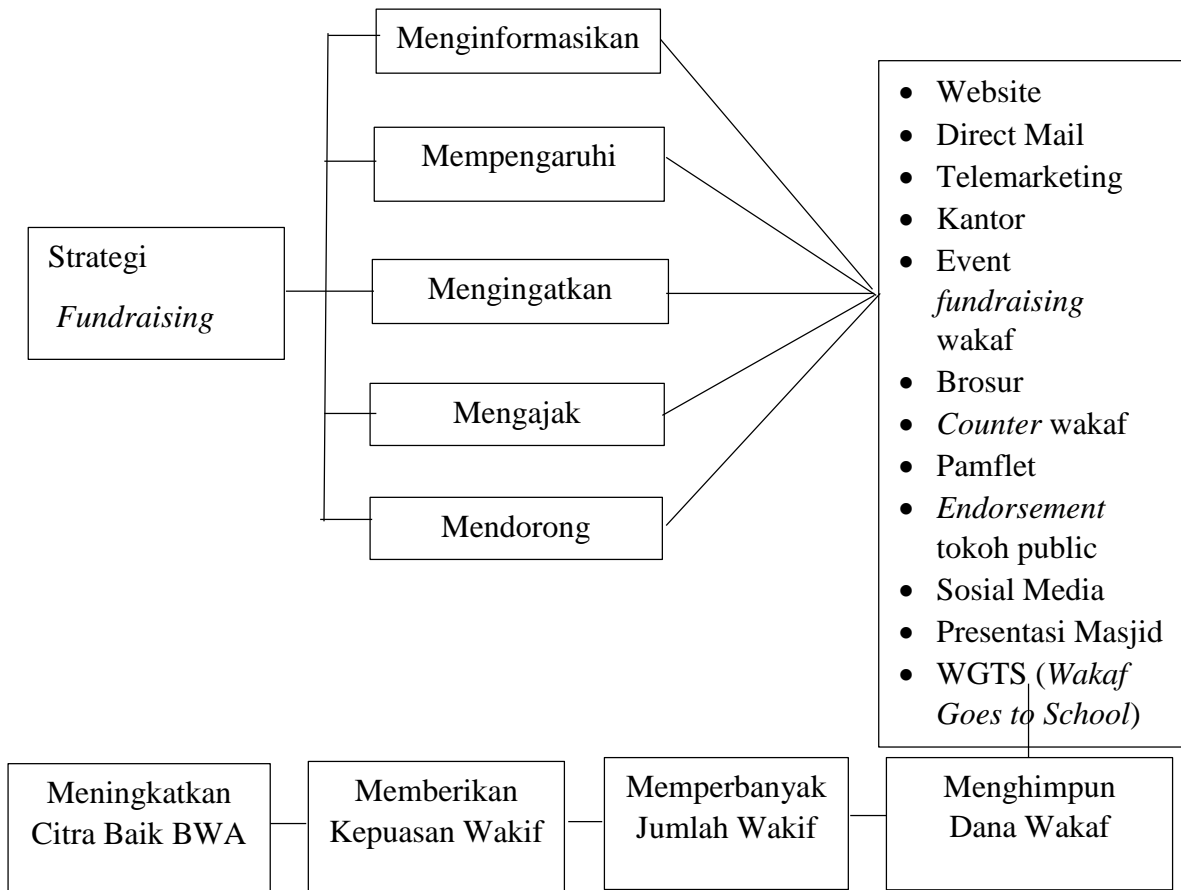 Strategi
Fundraising
Menginformasikan
Mempengaruhi
Mengingatkan
Mengajak
Mendorong
• Website
• Direct Mail
• Telemarketing
• Kantor
• Event
fundraising
wakaf
• Brosur
• Counter wakaf
• Pamflet
• Endorsement
tokoh public
• Sosial Media
• Presentasi Masjid
• WGTS (Wakaf
Goes to School)
Meningkatkan
Citra Baik BWA
Memberikan
Kepuasan Wakif
Memperbanyak
Jumlah Wakif
Menghimpun
Dana Wakaf